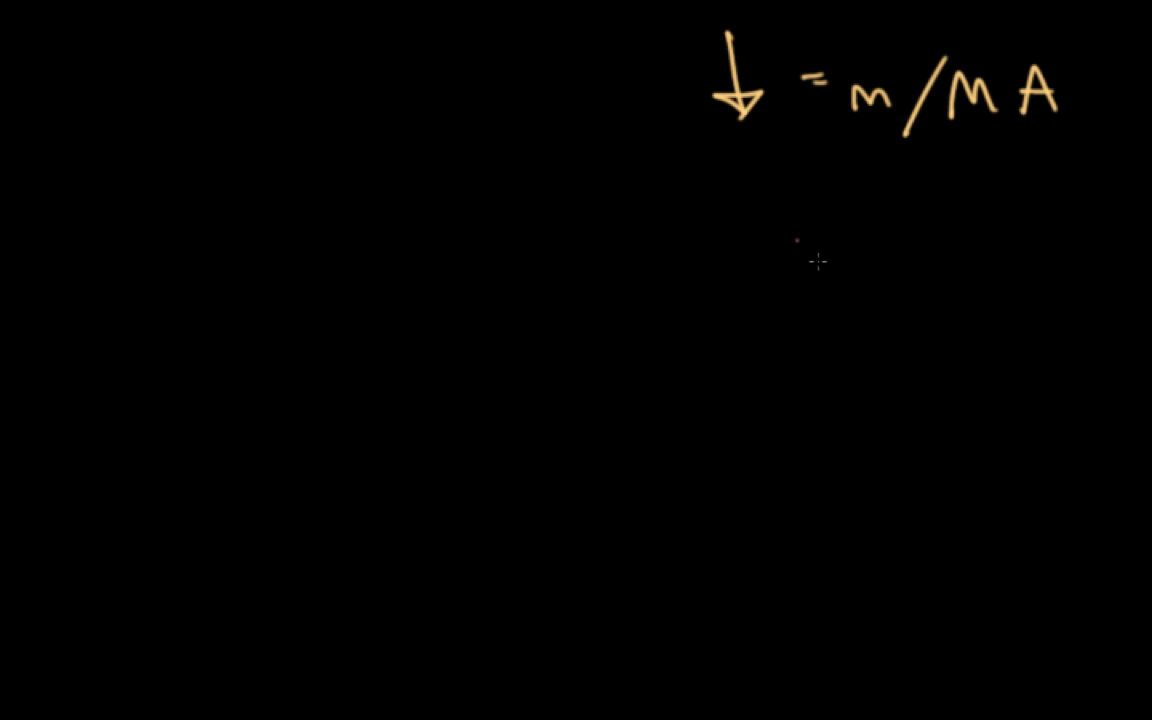 ↓ = m/MA